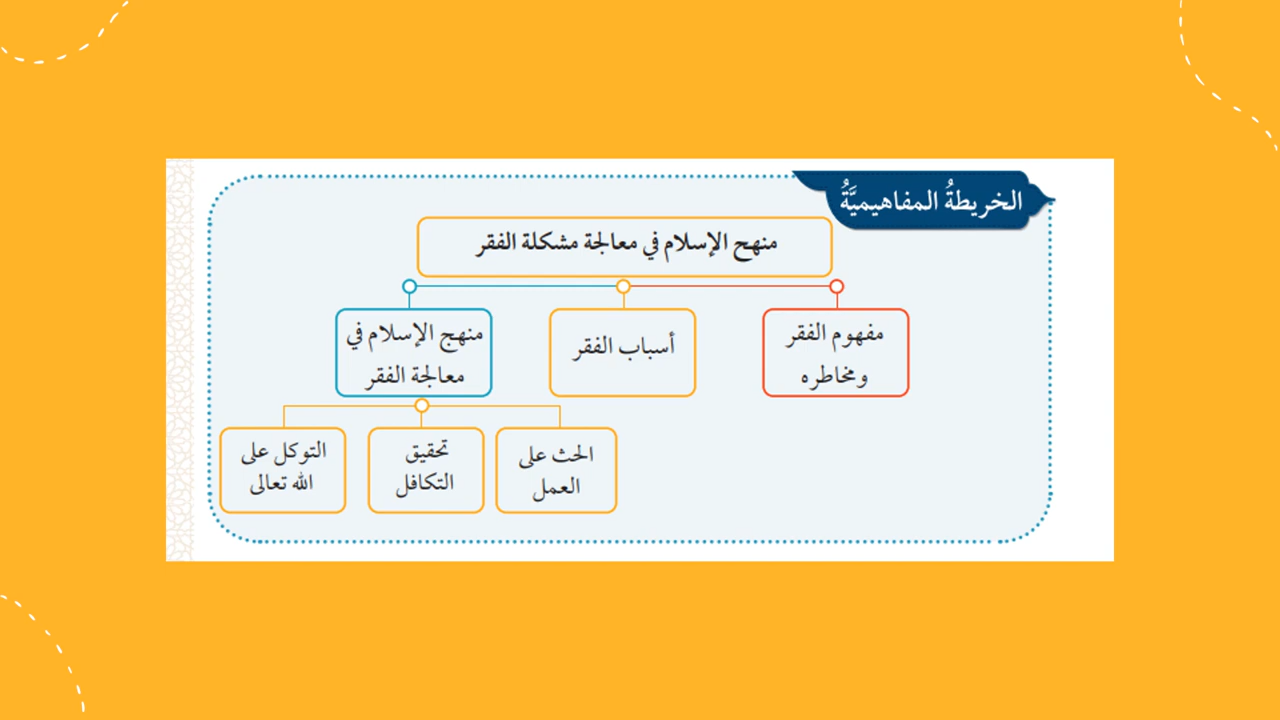 الخريطةُ المفاهيميَّةُ
منهج الإسلام في معالجة مشكلة الفقر
مفهوم الفقر
ومخاطره
أسباب الفقر
منهج الإسلام في
معالجة الفقر
الحث على
العمل
تحقيق
التكافل
التوكل على
الله تعالى